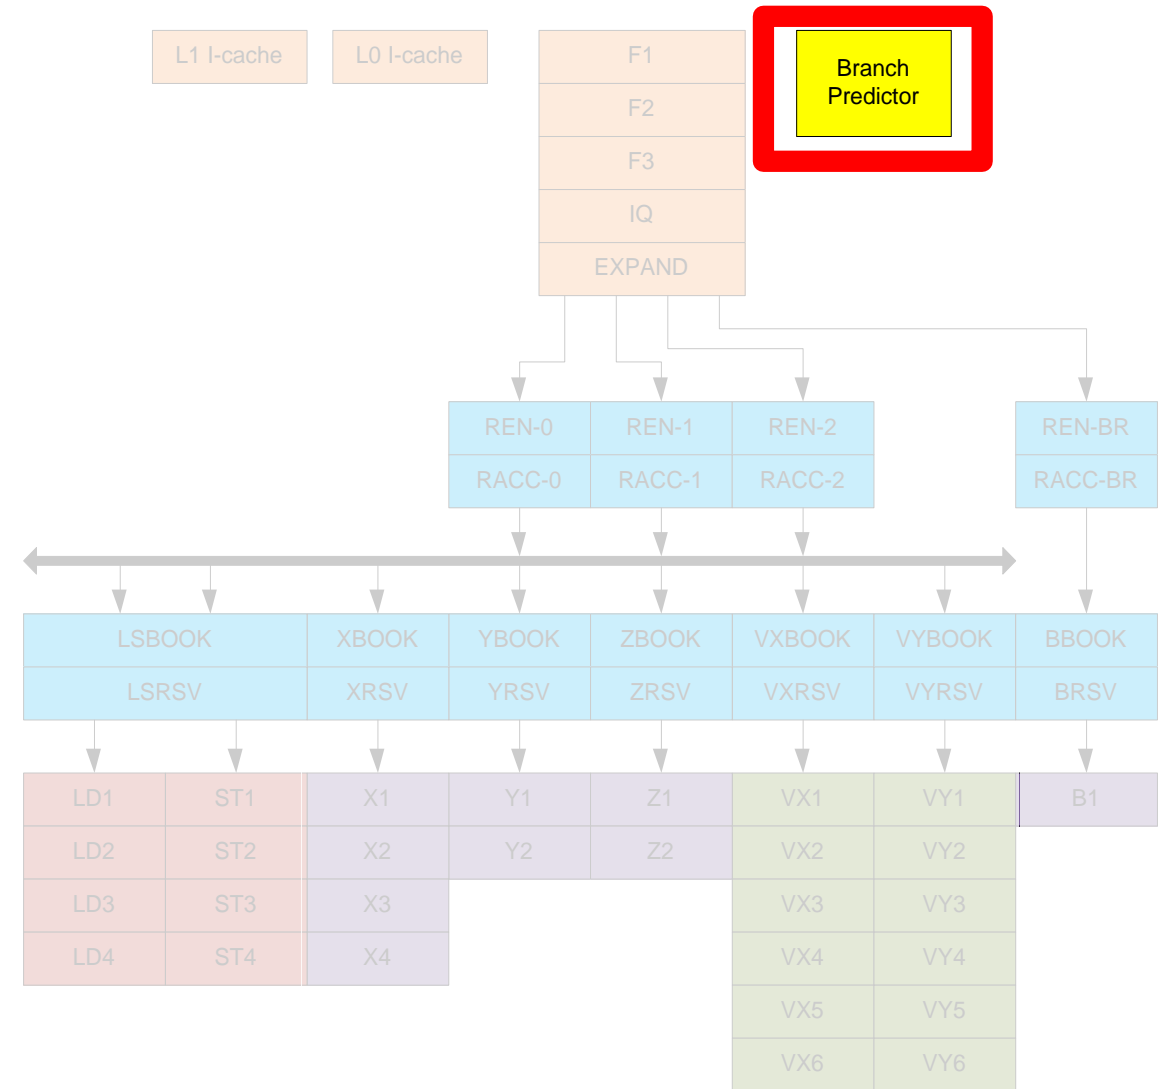 L1 I-cache
L0 I-cache
F1
Branch
Predictor
F2
F3
IQ
EXPAND
REN-0
REN-1
REN-2
REN-BR
RACC-0
RACC-1
RACC-2
RACC-BR
LSBOOK
XBOOK
YBOOK
ZBOOK
VXBOOK
VYBOOK
BBOOK
LSRSV
XRSV
YRSV
ZRSV
VXRSV
VYRSV
BRSV
LD1
ST1
X1
Y1
Z1
VX1
VY1
B1
LD2
ST2
X2
Y2
Z2
VX2
VY2
LD3
ST3
X3
VX3
VY3
LD4
ST4
X4
VX4
VY4
VX5
VY5
VX6
VY6